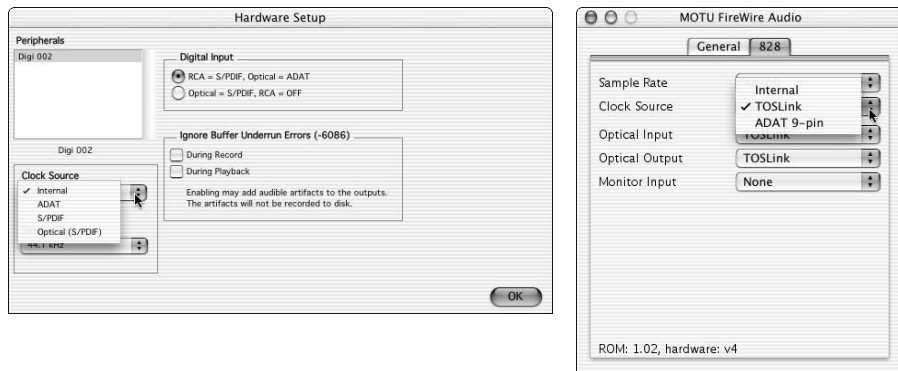 Hardware Setup
Peripherals
Digi 002
Digi 002
Clock Source
✓ Internal
ADAT
S/PDIF
Optical (S/PDIF)
44.1 kHz
Digital Input
RCA = S/PDIF, Optical = ADAT
Optical = S/PDIF, RCA = OFF
Ignore Buffer Underrun Errors (-6086)
During Record
During Playback
Enabling may add audible artifacts to the outputs.
The artifacts will not be recorded to disk.
OK
MOTU FireWire Audio
General 828
Sample Rate
Clock Source
Internal
✓ TOSLink
ADAT 9-pin
Optical Input TOSLink
Optical Output TOSLink
Monitor Input None
ROM: 1.02, hardware: v4